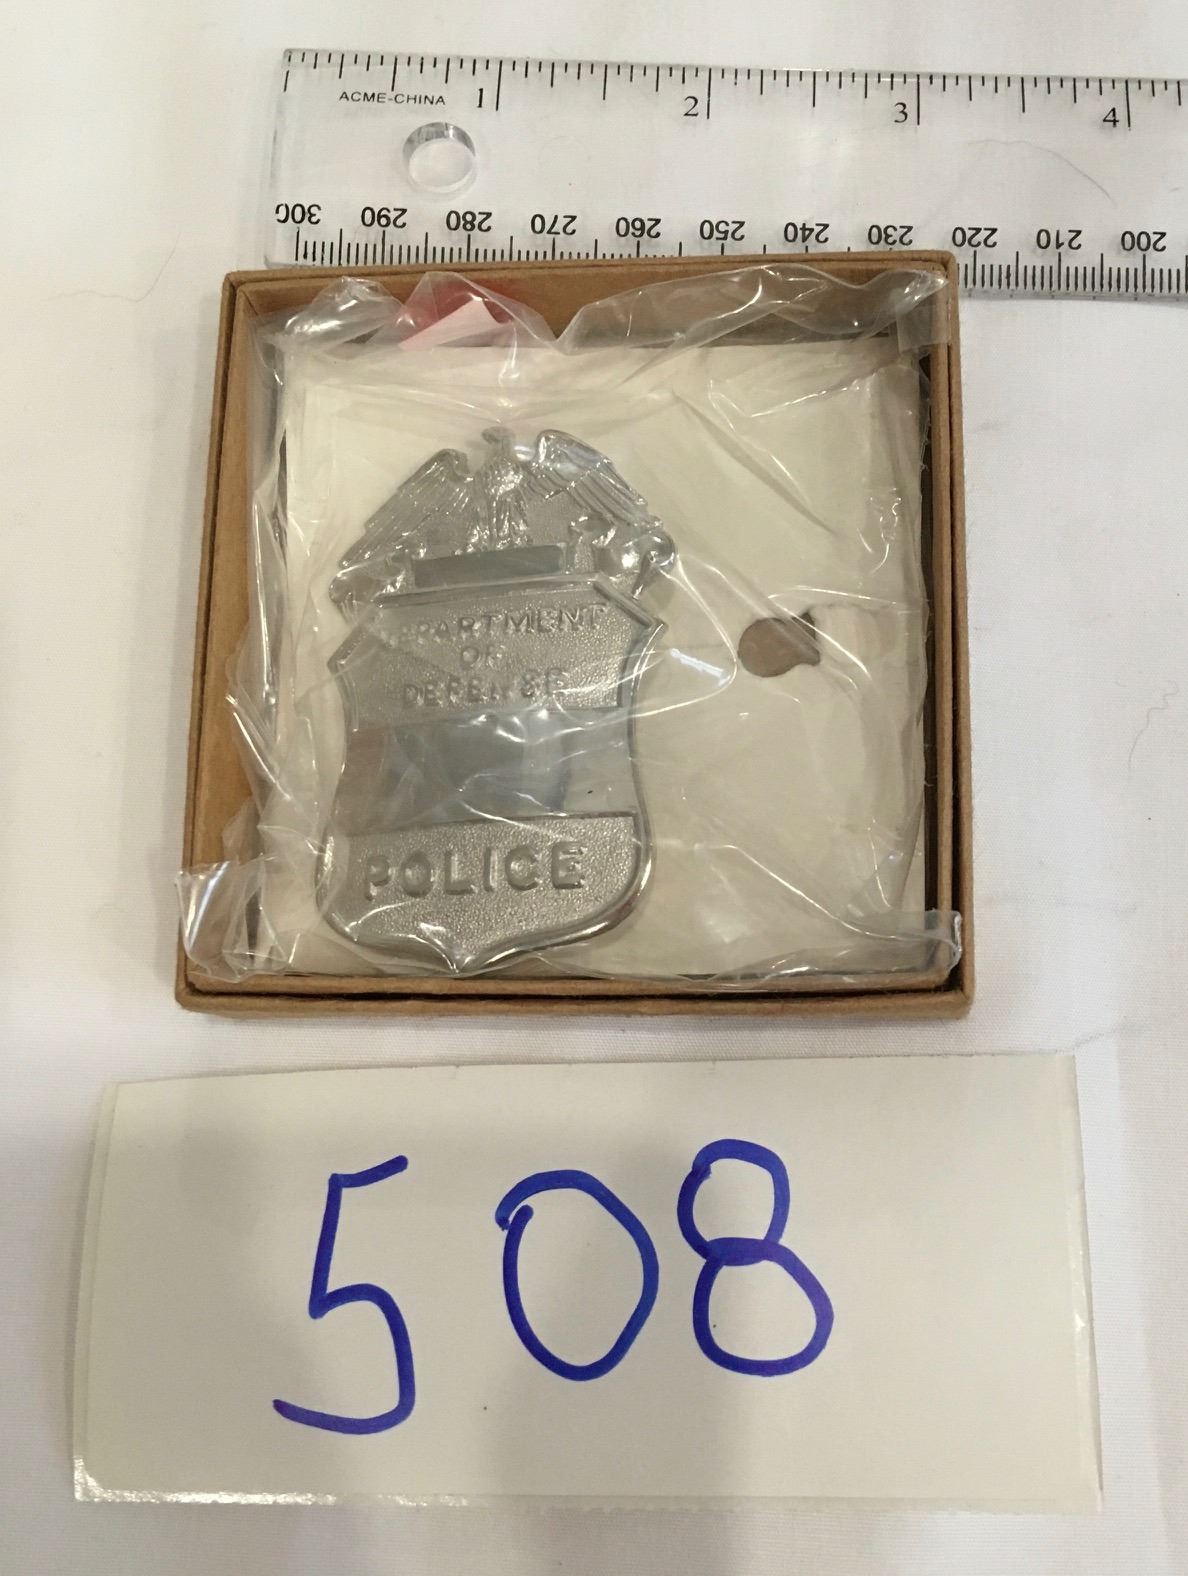 ACME-CHINA 1 2 3 4
300 290 280 270 260 250 240 230 220 210 200
DEPARTMENT
OF
DEFENSE
POLICE
508